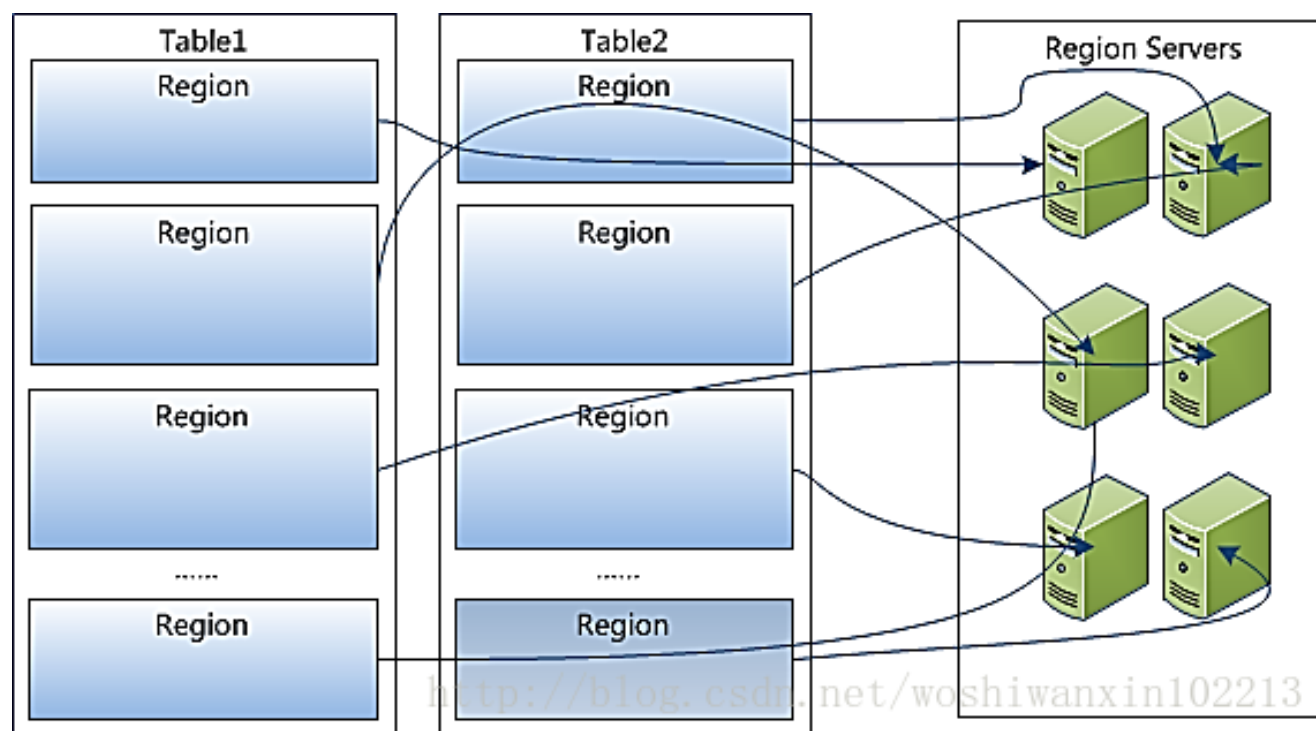 Table1
Region
Region
Region
......
Region
Table2
Region
Region
Region
......
Region
Region Servers
http://blog.csdn.net/woshiwanxin102213